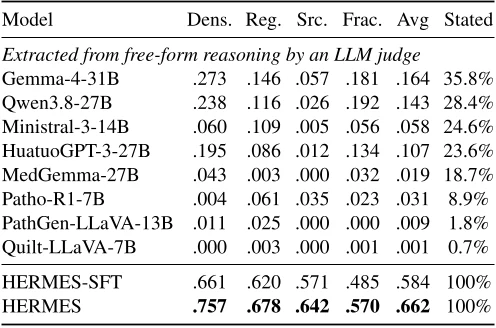 Model Dens. Reg. Src. Frac. Avg Stated
Extracted from free-form reasoning by an LLM judge
Gemma-4-31B .273 .146 .057 .181 .164 35.8%
Qwen3.8-27B .238 .116 .026 .192 .143 28.4%
Ministral-3-14B .060 .109 .005 .056 .058 24.6%
HuatuoGPT-3-27B .195 .086 .012 .134 .107 23.6%
MedGemma-27B .043 .003 .000 .032 .019 18.7%
Patho-R1-7B .004 .061 .035 .023 .031 8.9%
PathGen-LLaVA-13B .011 .025 .000 .000 .009 1.8%
Quilt-LLaVA-7B .000 .003 .000 .001 .001 0.7%
HERMES-SFT .661 .620 .571 .485 .584 100%
HERMES .757 .678 .642 .570 .662 100%